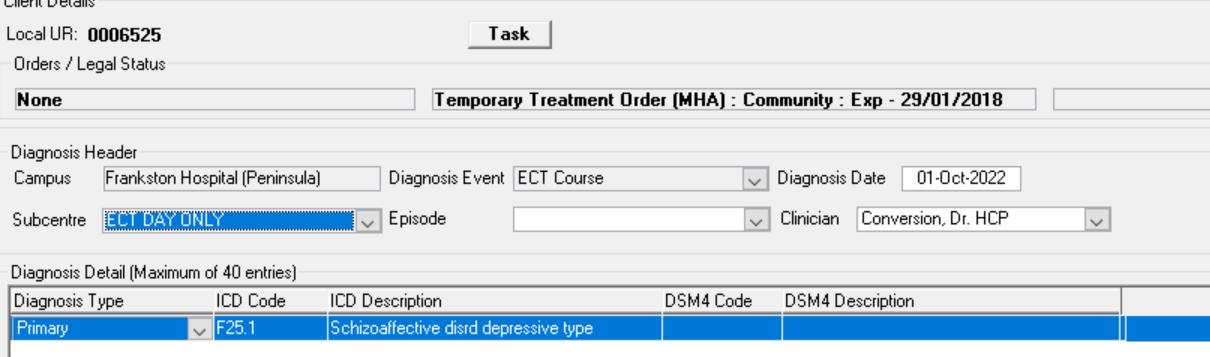 Client Details
Local UR: 0006525 Task
Orders / Legal Status
None Temporary Treatment Order (MHA) : Community : Exp - 29/01/2018
Diagnosis Header
Campus Frankston Hospital (Peninsula) Diagnosis Event ECT Course Diagnosis Date 01-Oct-2022
Subcentre ECT DAY ONLY Episode Clinician Conversion, Dr. HCP
Diagnosis Detail (Maximum of 40 entries)
Diagnosis Type ICD Code ICD Description DSM4 Code DSM4 Description
Primary F25.1 Schizoaffective disrd depressive type